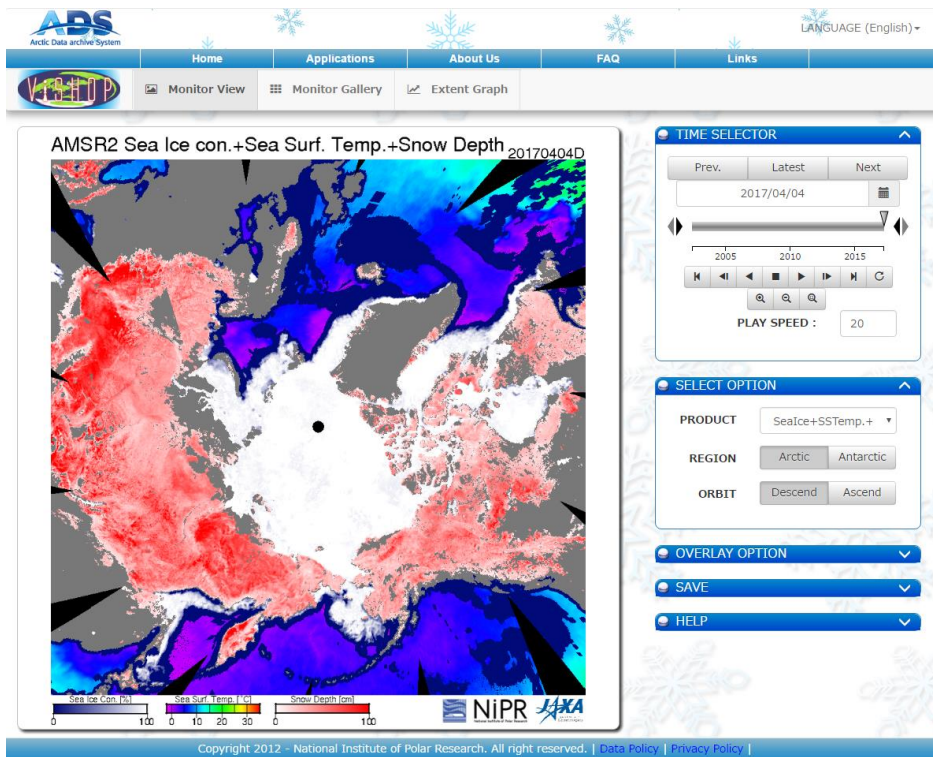 ADS
Arctic Data archive System
LANGUAGE (English)
Home Applications About Us FAQ Links
VISHOP
Monitor View Monitor Gallery Extent Graph
AMSR2 Sea Ice con.+Sea Surf. Temp.+Snow Depth 20170404D
TIME SELECTOR
Prev. Latest Next
2017/04/04
2005 2010 2015
PLAY SPEED : 20
SELECT OPTION
PRODUCT SeaIce+SSTemp.+
REGION Arctic Antarctic
ORBIT Descend Ascend
OVERLAY OPTION
SAVE
HELP
Sea Ice Con. [%] Sea Surf. Temp. [°C] Snow Depth [cm]
0 100 0 10 20 30 0 100
NiPR JAXA
Copyright 2012 - National Institute of Polar Research. All right reserved. | Data Policy | Privacy Policy |